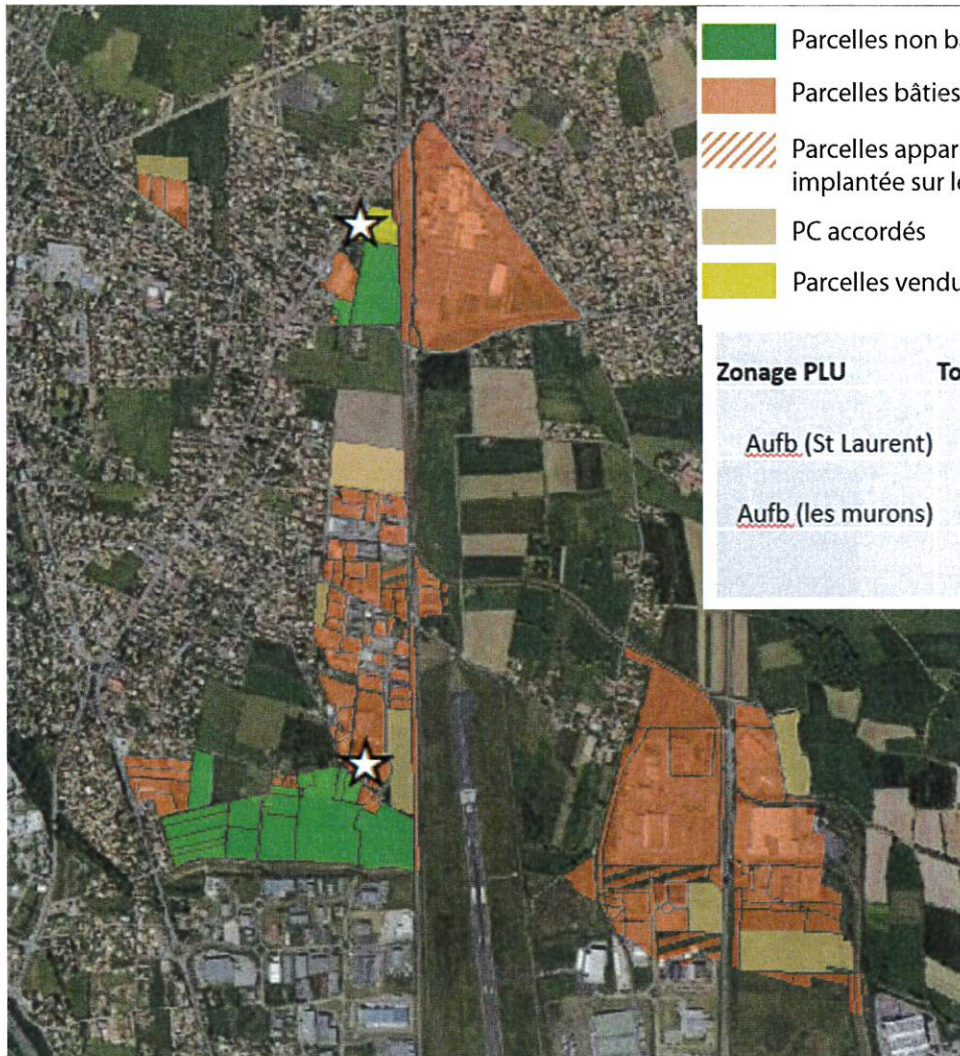 Parcelles non b
Parcelles bâties
Parcelles appar
implantée sur le
PC accordés
Parcelles vendu
Zonage PLU To
Aufb (St Laurent)
Aufb (les murons)